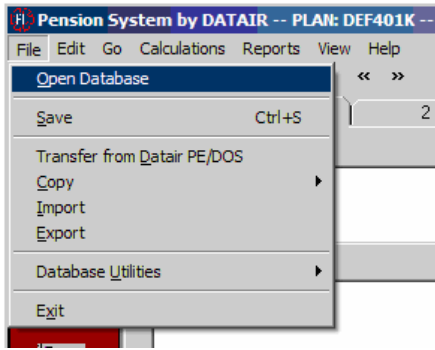 Pension System by DATAIR -- PLAN: DEF401K --
File Edit Go Calculations Reports View Help
Open Database
« »
Save Ctrl+S
2
Transfer from Datair PE/DOS
Copy
Import
Export
Database Utilities
Exit